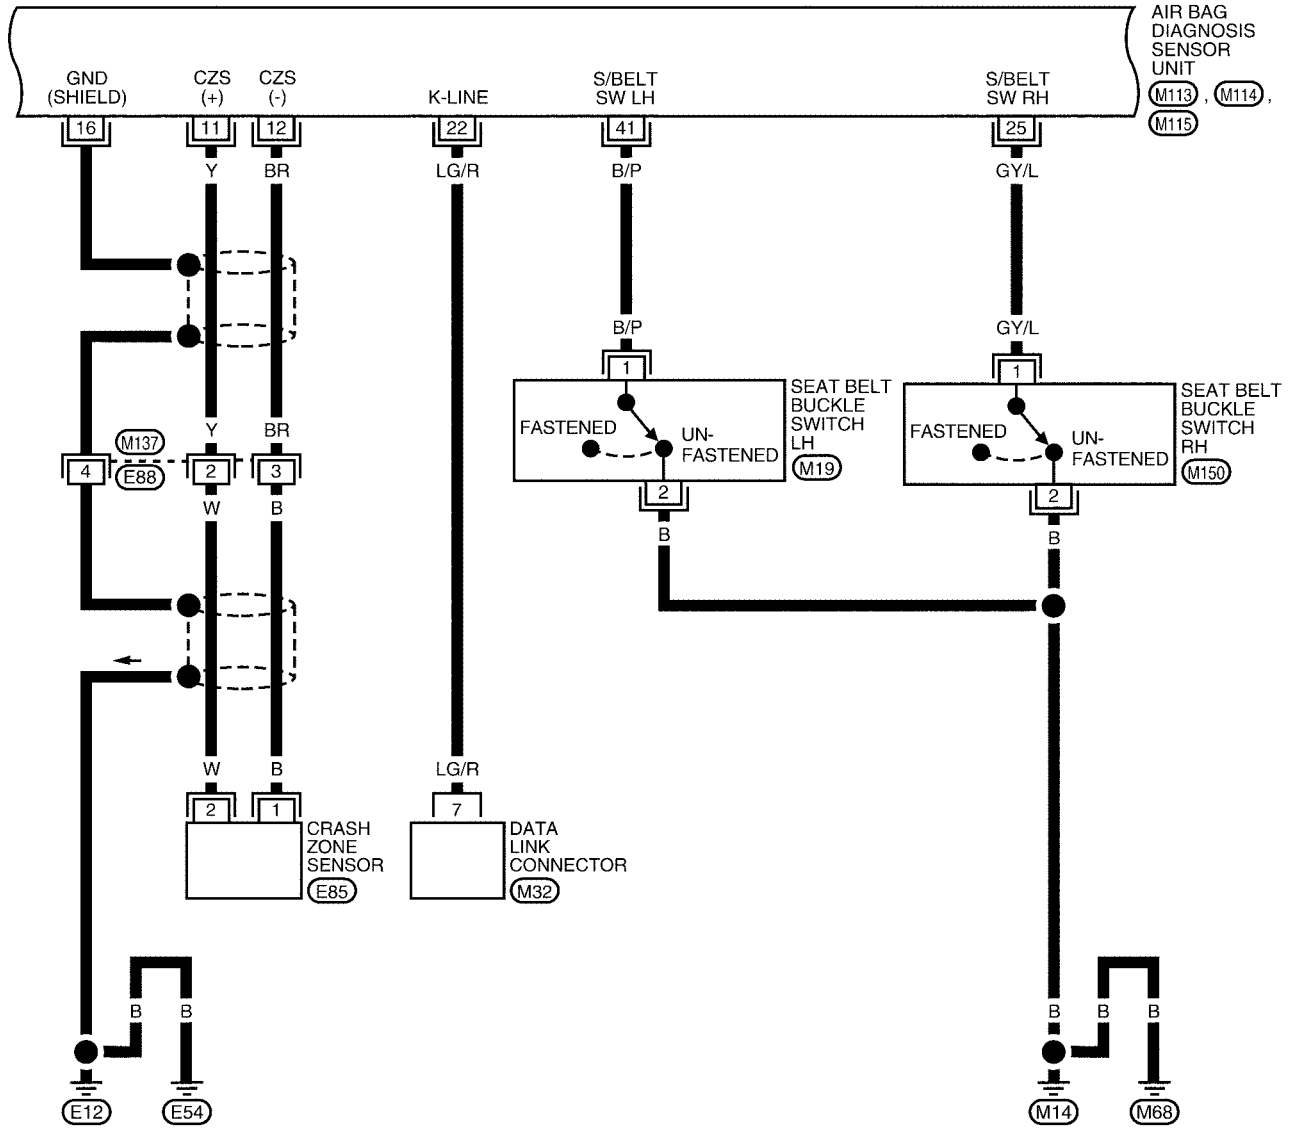 AIR BAG
DIAGNOSIS
SENSOR
UNIT
M113 , M114 ,
M115
GND
(SHIELD)
CZS
(+)
CZS
(-)
K-LINE
S/BELT
SW LH
S/BELT
SW RH
16 11 12 22 41 25
Y BR LG/R B/P GY/L
B/P GY/L
1 1
SEAT BELT
BUCKLE
SWITCH
LH
M19
FASTENED
UN-
FASTENED
SEAT BELT
BUCKLE
SWITCH
RH
M150
FASTENED
UN-
FASTENED
Y BR
M137
4 E88 2 3
2 2
W B B B
W B LG/R
2 1 7
CRASH
ZONE
SENSOR
E85
DATA
LINK
CONNECTOR
M32
B B B B B
E12 E54 M14 M68